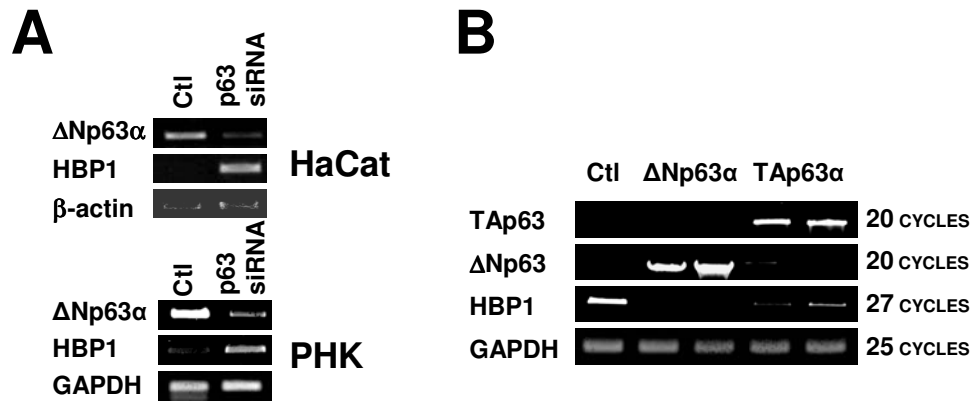 A
Ctl
p63
siRNA
ΔNp63α
HBP1
β-actin
HaCat
Ctl
p63
siRNA
ΔNp63α
HBP1
GAPDH
PHK
B
Ctl ΔNp63α TAp63α
TAp63 20 CYCLES
ΔNp63 20 CYCLES
HBP1 27 CYCLES
GAPDH 25 CYCLES